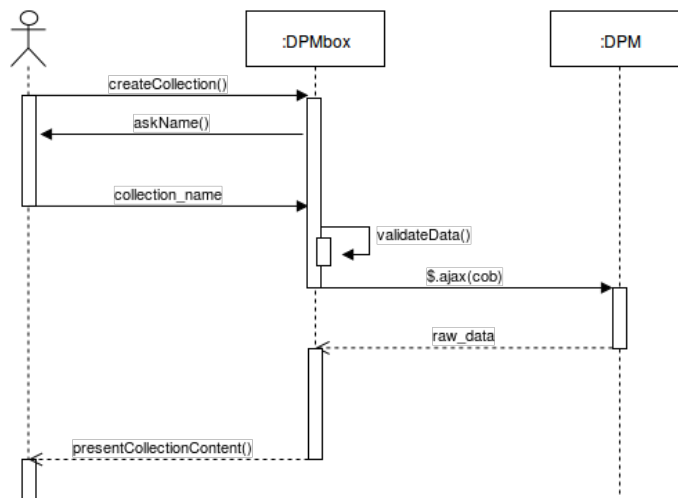 :DPMbox
:DPM
createCollection()
askName()
collection_name
validateData()
$.ajax(cob)
raw_data
presentCollectionContent()